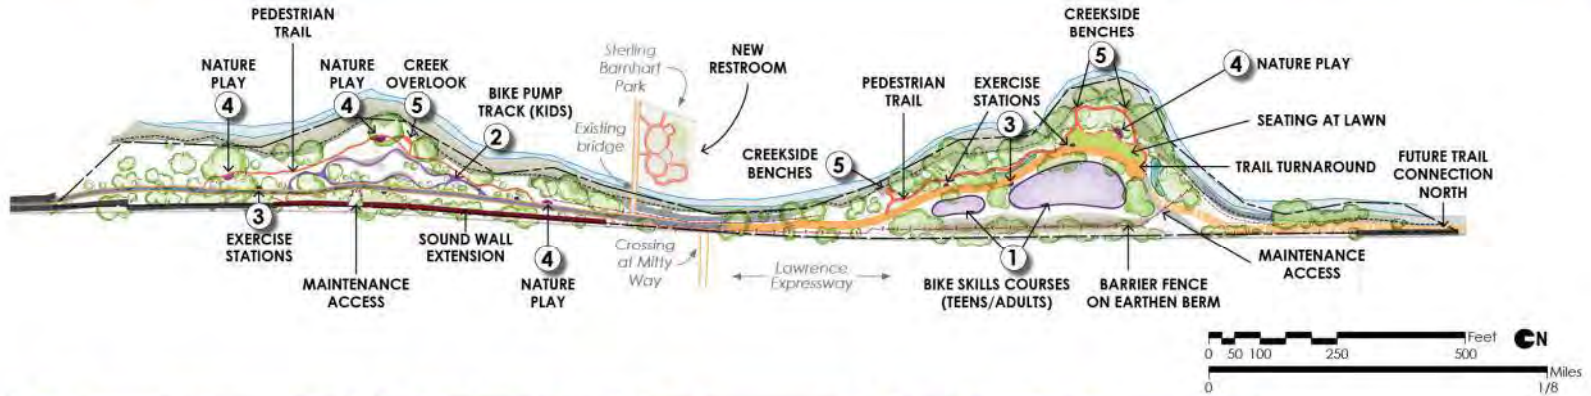 PEDESTRIAN
TRAIL
NATURE
PLAY
4
NATURE
PLAY
4
CREEK
OVERLOOK
5
BIKE PUMP
TRACK (KIDS)
2
Sterling
Barnhart
Park
NEW
RESTROOM
Existing
bridge
3
EXERCISE
STATIONS
MAINTENANCE
ACCESS
SOUND WALL
EXTENSION
4
NATURE
PLAY
Crossing
at Mitty
Way
Lawrence
Expressway
CREEKSIDE
BENCHES
5
PEDESTRIAN
TRAIL
EXERCISE
STATIONS
3
CREEKSIDE
BENCHES
5
4 NATURE PLAY
SEATING AT LAWN
TRAIL TURNAROUND
FUTURE TRAIL
CONNECTION
NORTH
1
BIKE SKILLS COURSES
(TEENS/ADULTS)
BARRIER FENCE
ON EARTHEN BERM
MAINTENANCE
ACCESS
Feet
0 50 100 250 500
N
Miles
0 1/8